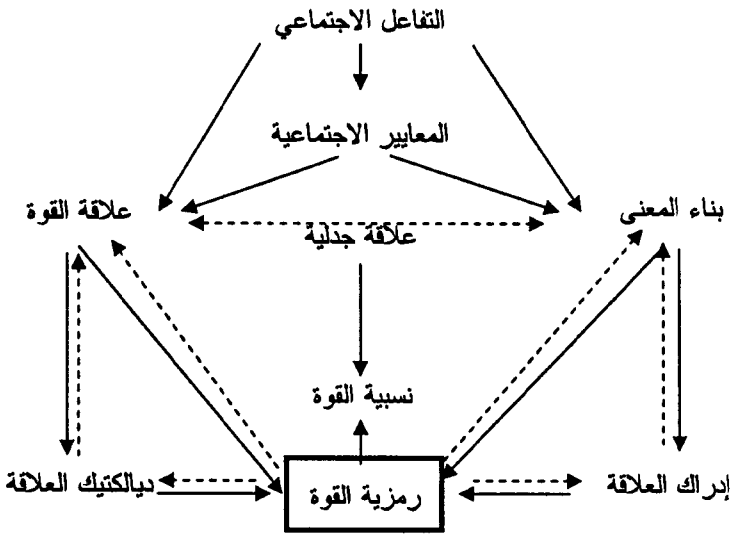 التفاعل الاجتماعي
المعايير الاجتماعية
بناء المعنى
علاقة القوة
علاقة جدلية
نسبية القوة
إدراك العلاقة
رمزية القوة
ديالكتيك العلاقة